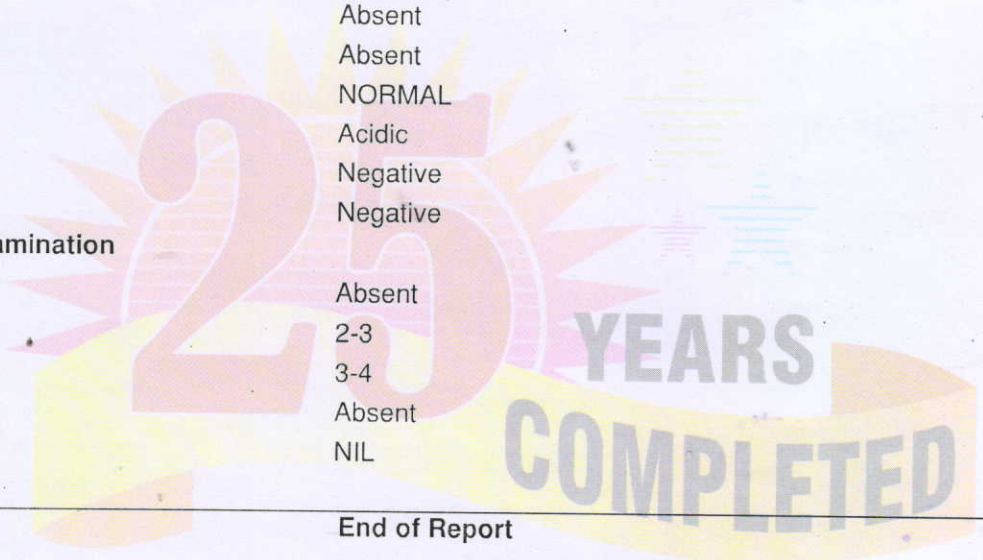 Absent
Absent
NORMAL
Acidic
Negative
Negative
amination
Absent
2-3
3-4
Absent
NIL
25
YEARS
COMPLETED
End of Report